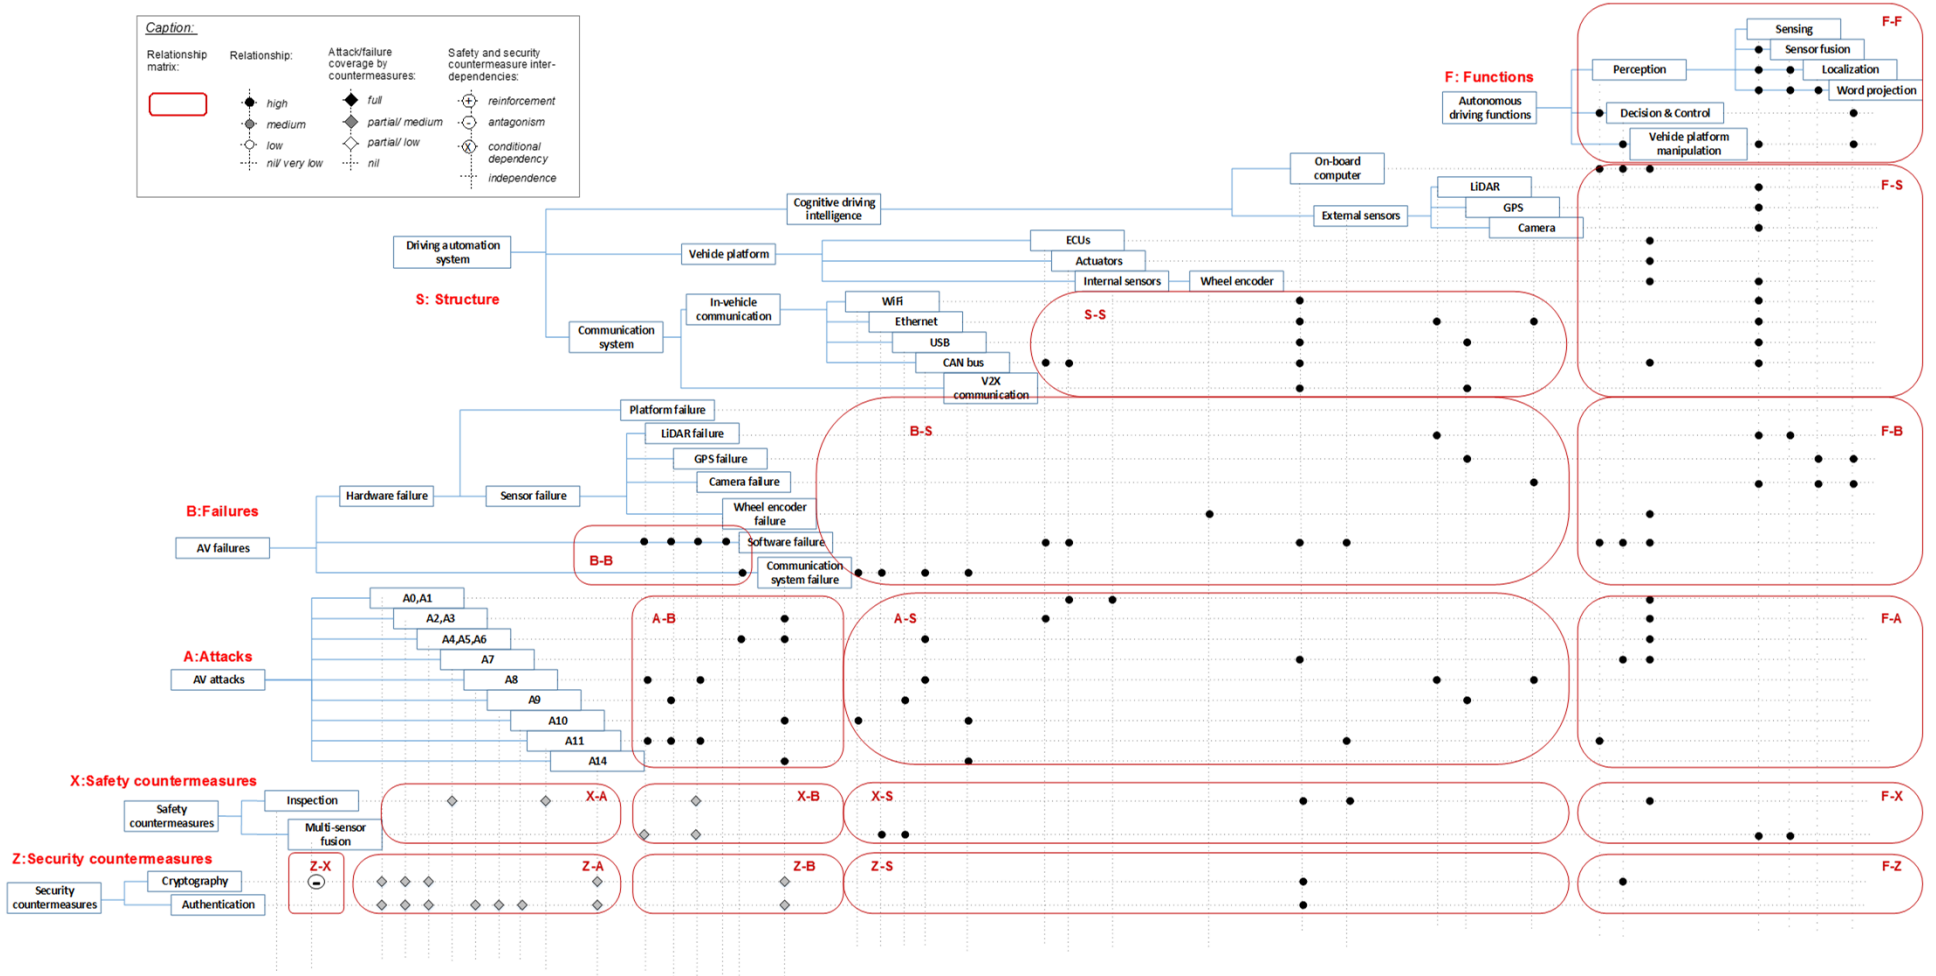 Caption:
Relationship
matrix:
Relationship:
high
medium
low
nil/ very low
Attack/failure
coverage by
countermeasures:
full
partial/ medium
partial/ low
nil
Safety and security
countermeasure inter-
dependencies:
+
reinforcement
-
antagonism
X
conditional
dependency
independence
F: Functions
F-F
Autonomous
driving functions
Perception
Sensing
Sensor fusion
Localization
Word projection
Decision & Control
Vehicle platform
manipulation
S: Structure
F-S
Driving automation
system
Cognitive driving
intelligence
On-board
computer
External sensors
LiDAR
GPS
Camera
Vehicle platform
ECUs
Actuators
Internal sensors
Wheel encoder
Communication
system
In-vehicle
communication
WiFi
Ethernet
USB
CAN bus
V2X
communication
S-S
B:Failures
B-S
F-B
AV failures
Hardware failure
Platform failure
Sensor failure
LiDAR failure
GPS failure
Camera failure
Wheel encoder
failure
B-B
Software failure
Communication
system failure
A:Attacks
AV attacks
A0,A1
A2,A3
A4,A5,A6
A7
A8
A9
A10
A11
A14
A-B
A-S
F-A
X:Safety countermeasures
Safety
countermeasures
Inspection
Multi-sensor
fusion
X-A
X-B
X-S
F-X
Z:Security countermeasures
Security
countermeasures
Cryptography
Authentication
Z-X
-
Z-A
Z-B
Z-S
F-Z